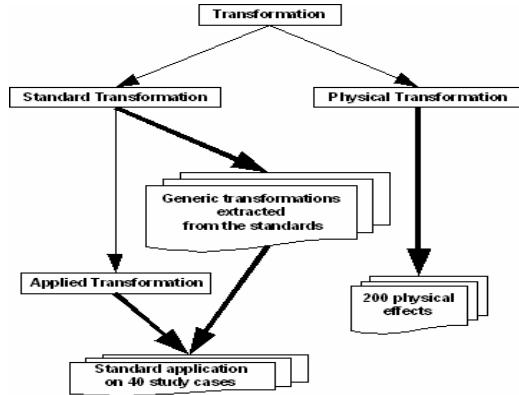 Transformation
Standard Transformation
Physical Transformation
Generic transformations
extracted
from the standards
Applied Transformation
200 physical
effects
Standard application
on 40 study cases